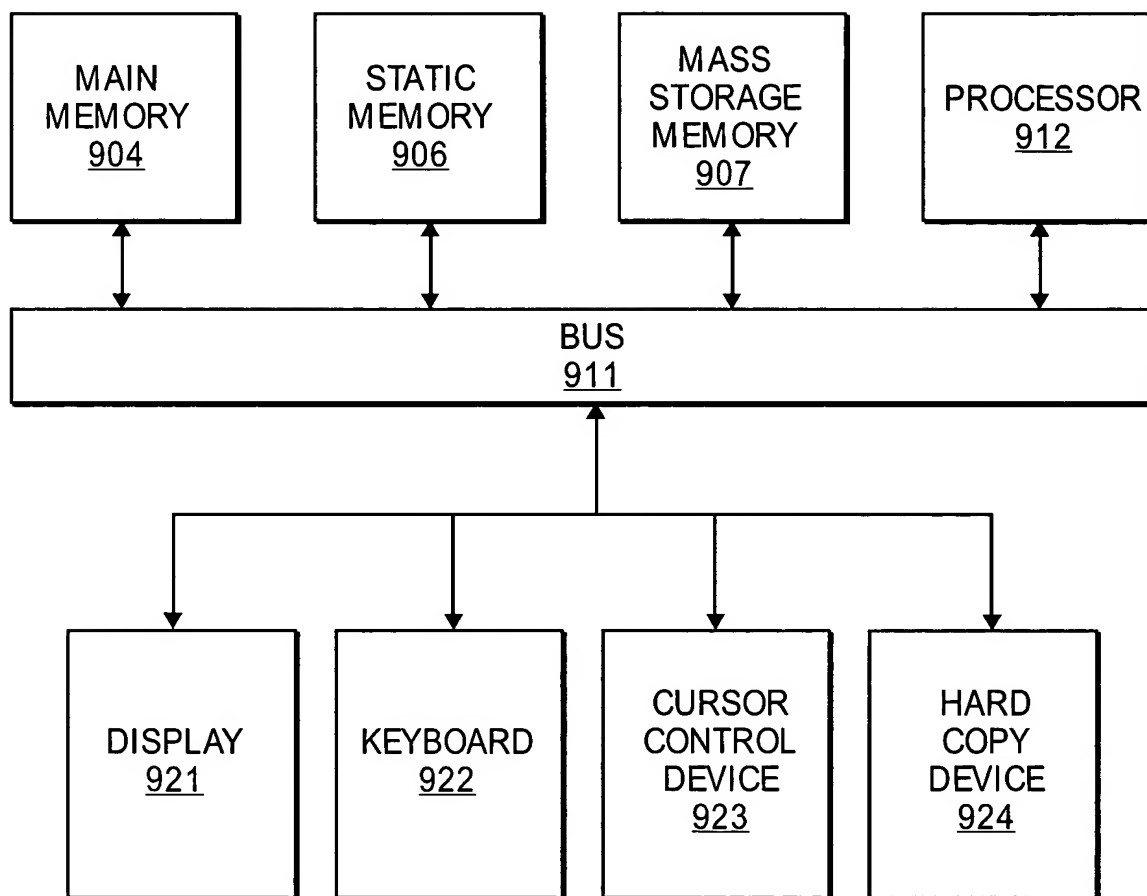 MAIN
MEMORY
904
STATIC
MEMORY
906
MASS
STORAGE
MEMORY
907
PROCESSOR
912
BUS
911
DISPLAY
921
KEYBOARD
922
CURSOR
CONTROL
DEVICE
923
HARD
COPY
DEVICE
924